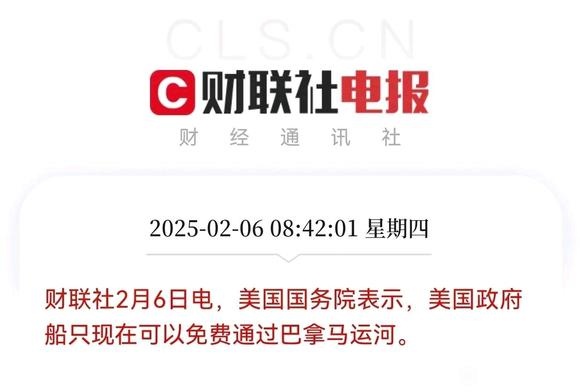 CLS.CN
C 财联社电报
财经通讯社
2025-02-06 08:42:01 星期四
财联社2月6日电，美国国务院表示，美国政府
船只现在可以免费通过巴拿马运河。